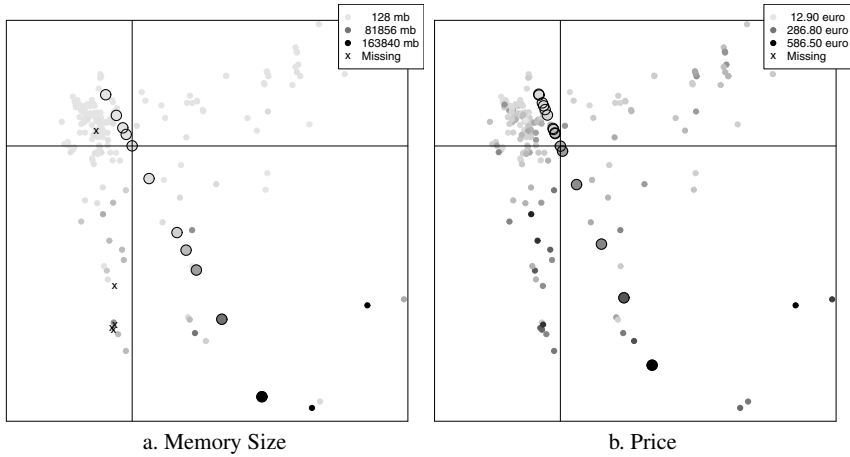 128 mb
81856 mb
163840 mb
x Missing
12.90 euro
286.80 euro
586.50 euro
x Missing
a. Memory Size
b. Price